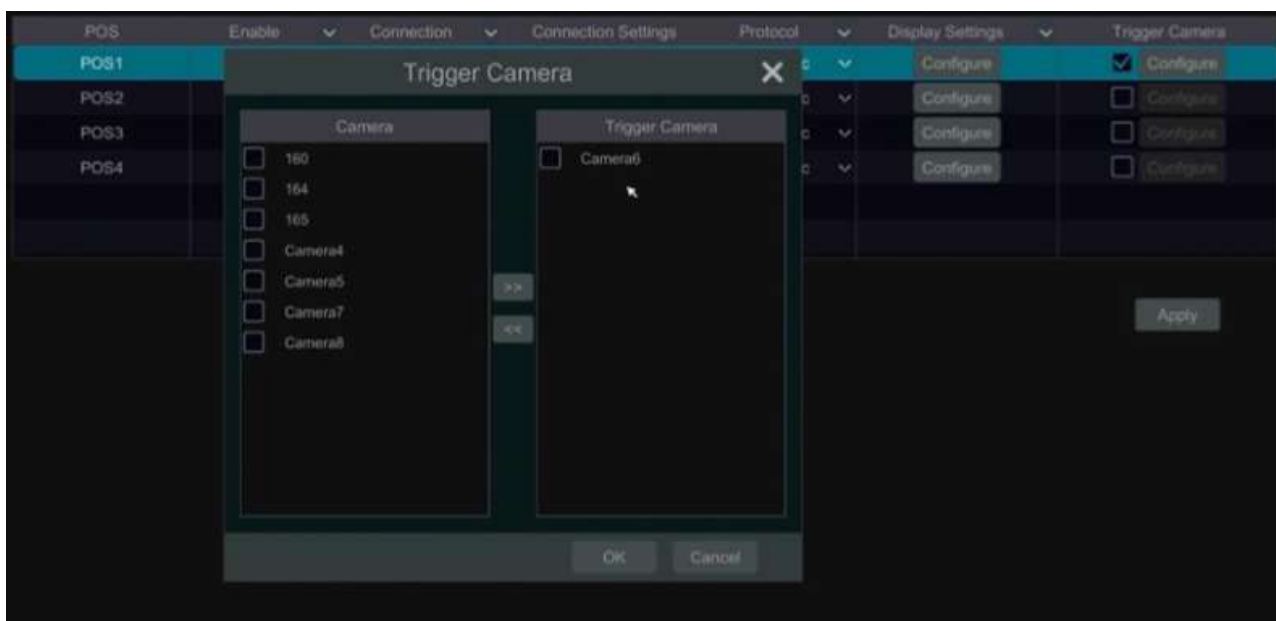 POS Enable Connection Connection Settings Protocol Display Settings Trigger Camera
POS1 Configure Configure
Trigger Camera
POS2 Configure Configure
POS3 Configure Configure
POS4 Configure Configure
Camera Trigger Camera
160 Camera6
164
165
Camera4
Camera5
Camera7
Camera8
>>
<<
Apply
OK Cancel